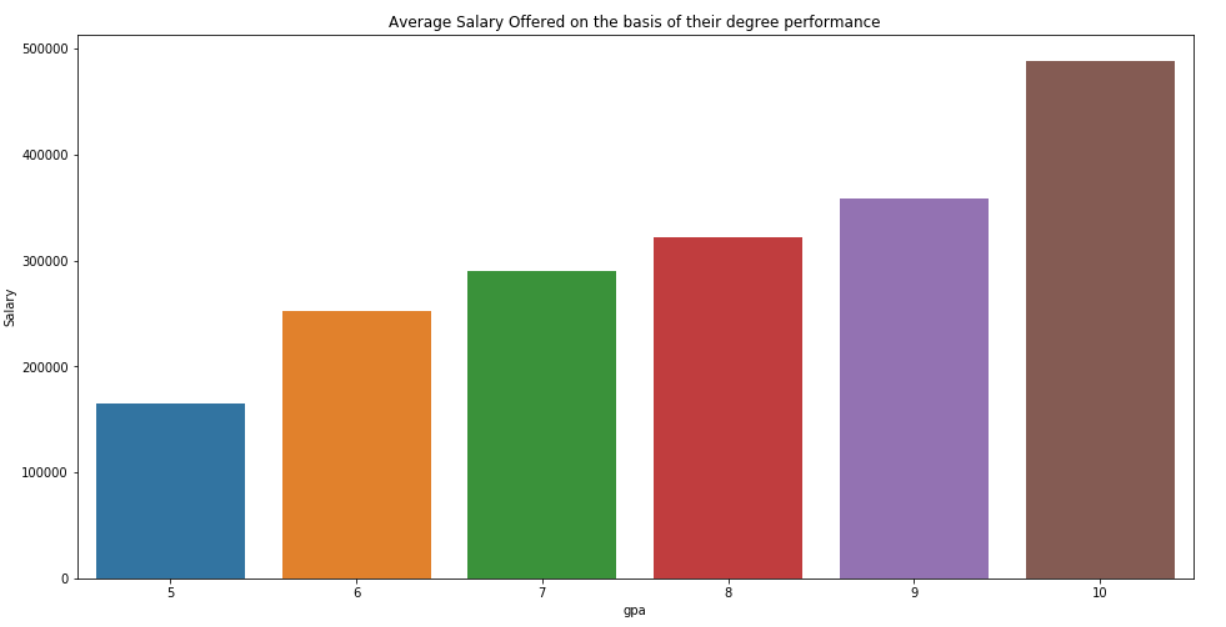 Average Salary Offered on the basis of their degree performance
500000
400000
300000
200000
100000
0
Salary
5 6 7 8 9 10
gpa